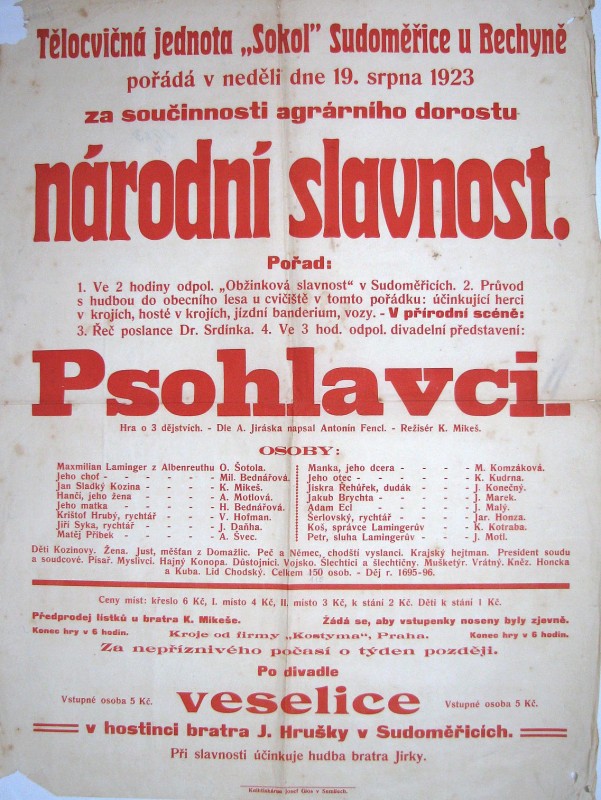 Tělocvičná jednota „Sokol" Sudoměřice u Bechyně
pořádá v neděli dne 19. srpna 1923
za součinnosti agrárního dorostu
národní slavnost.
Pořad:
1. Ve 2 hodiny odpol. „Obžínková slavnost" v Sudoměřicích. 2. Průvod
s hudbou do obecního lesa u cvičiště v tomto pořádku: účinkující herci
v krojích, hosté v krojích, jízdní banderium, vozy. - V přírodní scéně:
3. Řeč poslance Dr. Srdínka. 4. Ve 3 hod. odpol. divadelní představení:
Psohlavci.
Hra o 3 dějstvích. - Dle A. Jiráska napsal Antonín Fencl. - Režisér K. Mikeš.
OSOBY:
Maxmilian Laminger z Albenreuthu O. Šotola.
Jeho choť - - - - - Mil. Bednářová.
Jan Sladký Kozina - - - - K. Mikeš.
Hančí, jeho žena - - - - A. Motlová.
Jeho matka - - - - - H. Bednářová.
Krištof Hrubý, rychtář - - - V. Hofman.
Jiří Syka, rychtář - - - - J. Daňha.
Matěj Příbek - - - - - A. Švec.
Manka, jeho dcera - - - - M. Komzáková.
Jeho otec - - - - - - K. Kudrna.
Jiskra Řehůřek, dudák - - - J. Konečný.
Jakub Brychta - - - - - J. Marek.
Adam Ecl - - - - - - J. Malý.
Šerlovský, rychtář - - - - Jar. Honza.
Koš, správce Lamingerův - - K. Kotraba.
Petr, sluha Lamingerův - - - J. Motl.
Děti Kozinovy. Žena. Just, měšťan z Domažlic. Peč a Němec, chodští vyslanci. Krajský hejtman. President soudu
a soudcové. Písař. Myslivci. Hajný Konopa. Důstojníci. Vojsko. Šlechtici a šlechtičny. Mušketýr. Vrátný. Kněz. Honcka
a Kuba. Lid Chodský. Celkem 150 osob. - Děj r. 1695-96.
Ceny míst: křeslo 6 Kč, I. místo 4 Kč, II. místo 3 Kč, k stání 2 Kč. Děti k stání 1 Kč.
Předprodej lístků u bratra K. Mikeše. Žádá se, aby vstupenky noseny byly zjevně.
Konec hry v 6 hodin. Kroje od firmy „Kostyma", Praha. Konec hry v 6 hodin.
Za nepříznivého počasí o týden později.
Po divadle
Vstupné osoba 5 Kč. veselice Vstupné osoba 5 Kč.
v hostinci bratra J. Hrušky v Sudoměřicích.
Při slavnosti účinkuje hudba bratra Jirky.
Knihtiskárna Josef